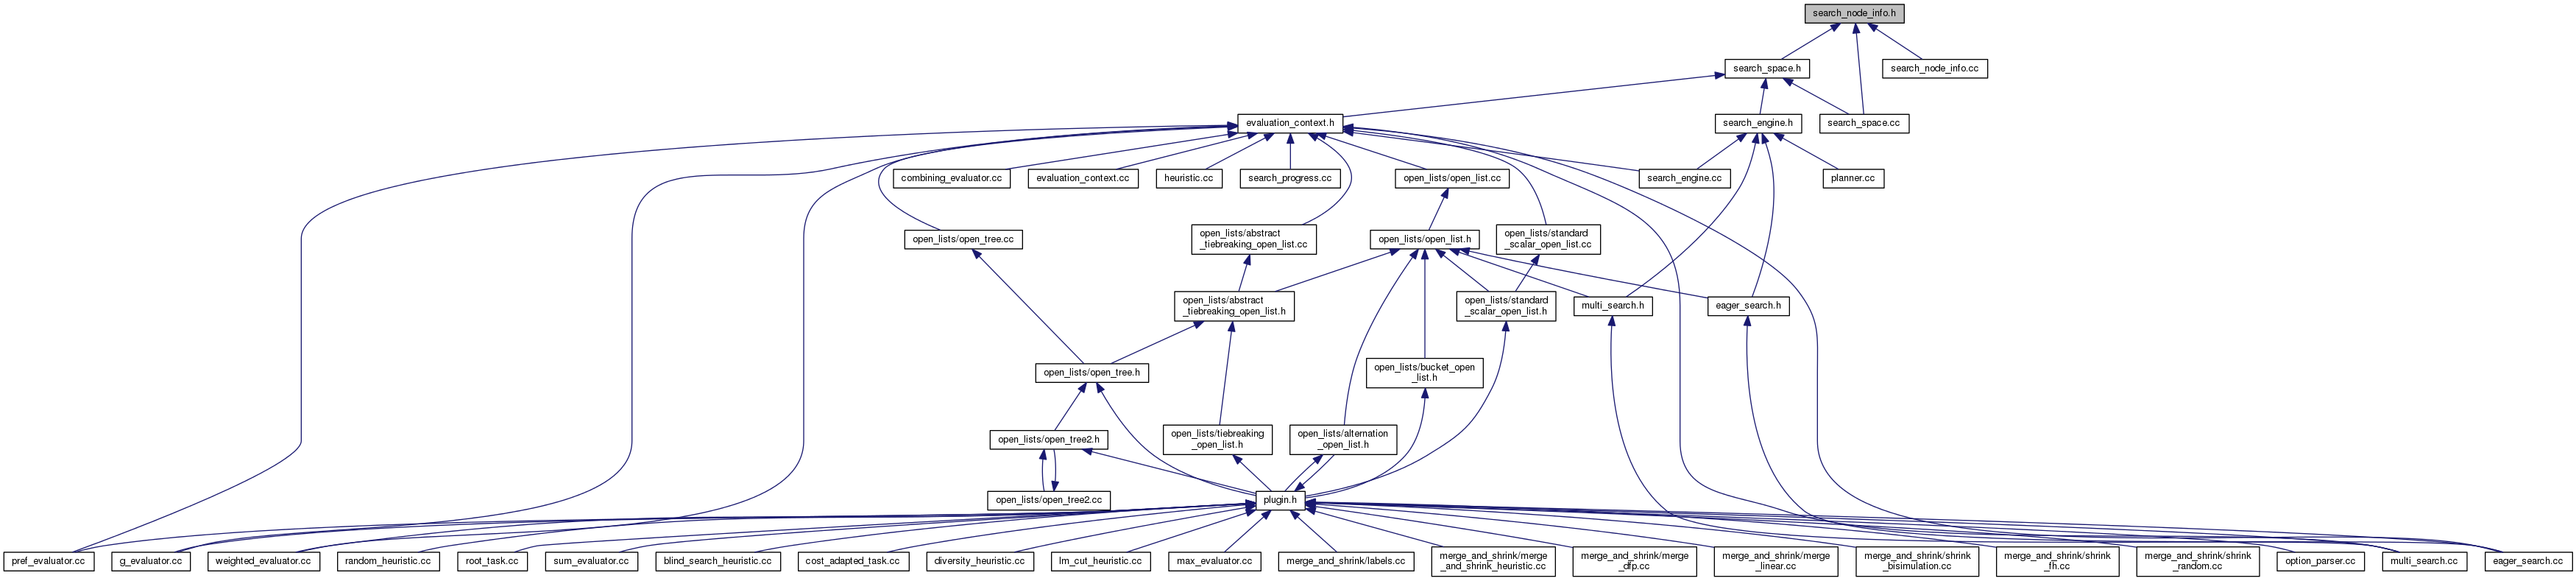 search_node_info.h
search_space.h
search_node_info.cc
evaluation_context.h
search_engine.h
search_space.cc
combining_evaluator.cc
evaluation_context.cc
heuristic.cc
search_progress.cc
open_lists/open_list.cc
search_engine.cc
planner.cc
open_lists/open_tree.cc
open_lists/abstract
_tiebreaking_open_list.cc
open_lists/open_list.h
open_lists/standard
_scalar_open_list.cc
open_lists/abstract
_tiebreaking_open_list.h
open_lists/standard
_scalar_open_list.h
multi_search.h
eager_search.h
open_lists/open_tree.h
open_lists/bucket_open
_list.h
open_lists/open_tree2.h
open_lists/tiebreaking
_open_list.h
open_lists/alternation
_open_list.h
open_lists/open_tree2.cc
plugin.h
pref_evaluator.cc
g_evaluator.cc
weighted_evaluator.cc
random_heuristic.cc
root_task.cc
sum_evaluator.cc
blind_search_heuristic.cc
cost_adapted_task.cc
diversity_heuristic.cc
lm_cut_heuristic.cc
max_evaluator.cc
merge_and_shrink/labels.cc
merge_and_shrink/merge
_and_shrink_heuristic.cc
merge_and_shrink/merge
_dfp.cc
merge_and_shrink/merge
_linear.cc
merge_and_shrink/shrink
_bisimulation.cc
merge_and_shrink/shrink
_fh.cc
merge_and_shrink/shrink
_random.cc
option_parser.cc
multi_search.cc
eager_search.cc